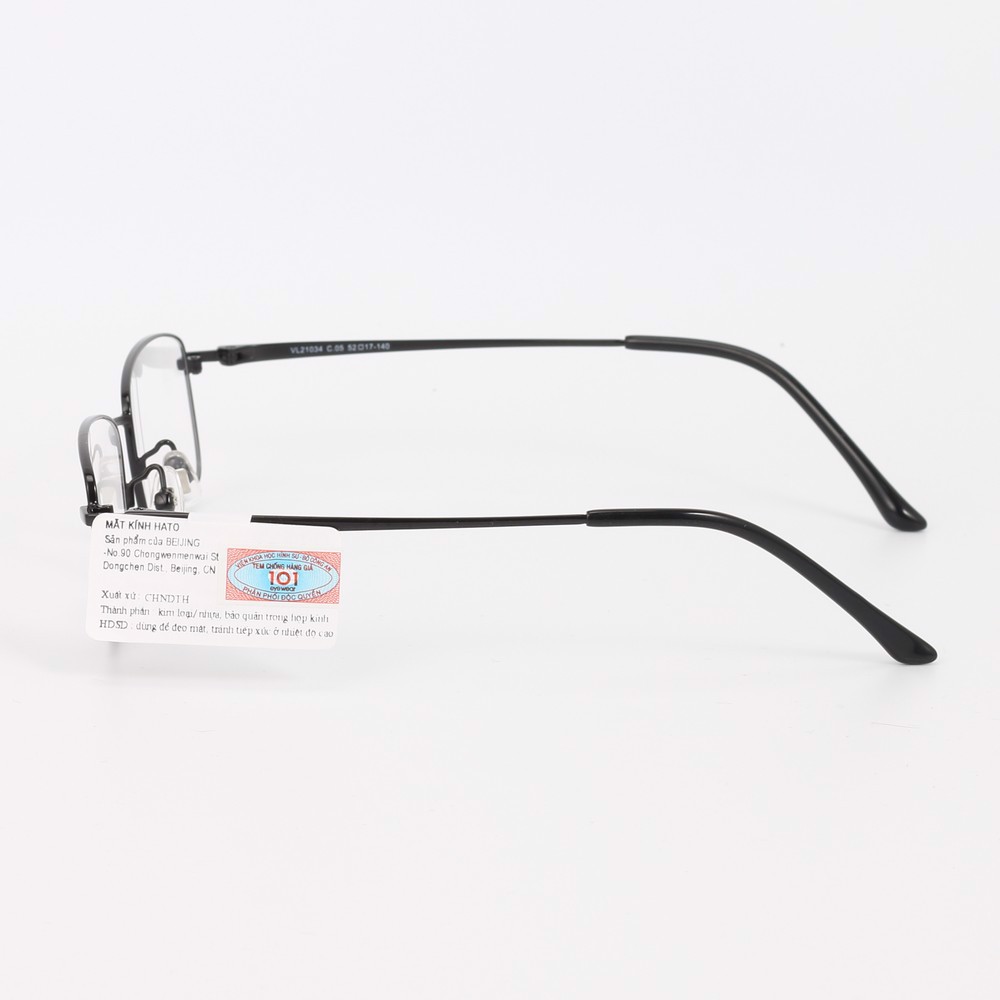 VL21034 C.05 52□17-140
MẮT KÍNH HATO
Sản phẩm của BEIJING
-No.90 Chongwenmenwai St
Dongchen Dist., Beijing, CN
VIỆN KHOA HỌC HÌNH SỰ - BỘ CÔNG AN
TEM CHỐNG HÀNG GIẢ
101
eyewear
PHÂN PHỐI ĐỘC QUYỀN
Xuất xứ : CHNDTH
Thành phần : kim loại/ nhựa, bảo quản trong hộp kính
HDSD : dùng để đeo mắt, tránh tiếp xúc ở nhiệt độ cao